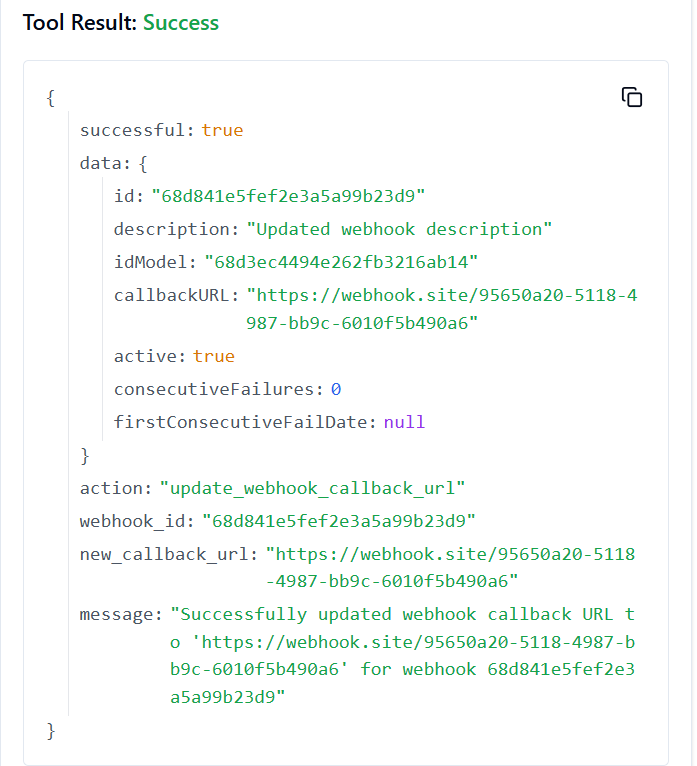 Tool Result: Success
{
successful: true
data: {
id: "68d841e5fef2e3a5a99b23d9"
description: "Updated webhook description"
idModel: "68d3ec4494e262fb3216ab14"
callbackURL: "https://webhook.site/95650a20-5118-4
987-bb9c-6010f5b490a6"
active: true
consecutiveFailures: 0
firstConsecutiveFailDate: null
}
action: "update_webhook_callback_url"
webhook_id: "68d841e5fef2e3a5a99b23d9"
new_callback_url: "https://webhook.site/95650a20-5118
-4987-bb9c-6010f5b490a6"
message: "Successfully updated webhook callback URL t
o 'https://webhook.site/95650a20-5118-4987-b
b9c-6010f5b490a6' for webhook 68d841e5fef2e3
a5a99b23d9"
}